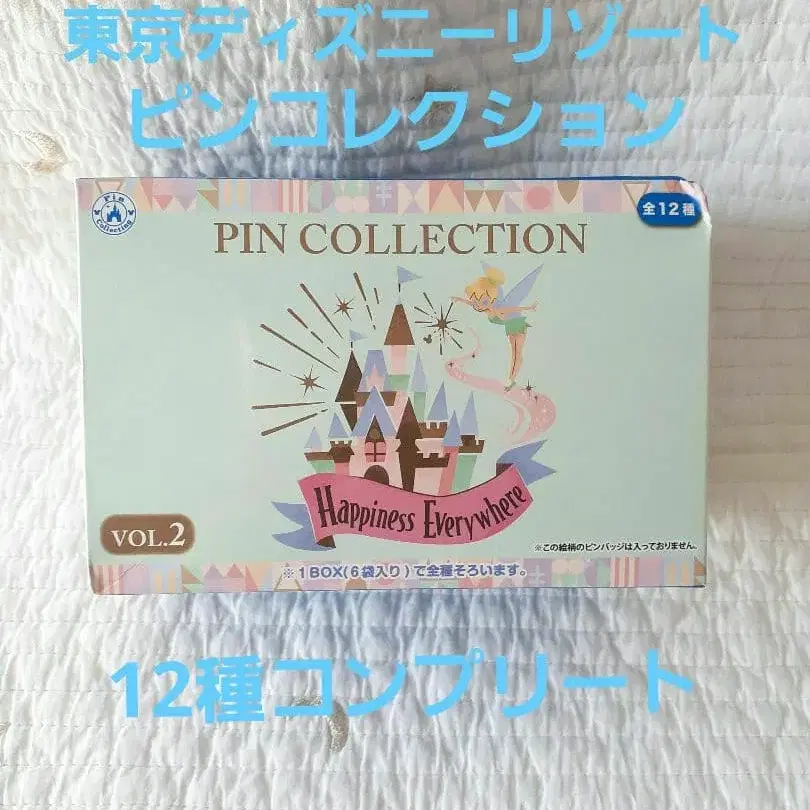 東京ディズニーリゾート
ピンコレクション
Pin
Collecting
全12種
PIN COLLECTION
Happiness Everywhere
VOL.2
※この絵柄のピンバッジは入っておりません。
※1BOX(6袋入り)で全種そろいます。
12種コンプリート